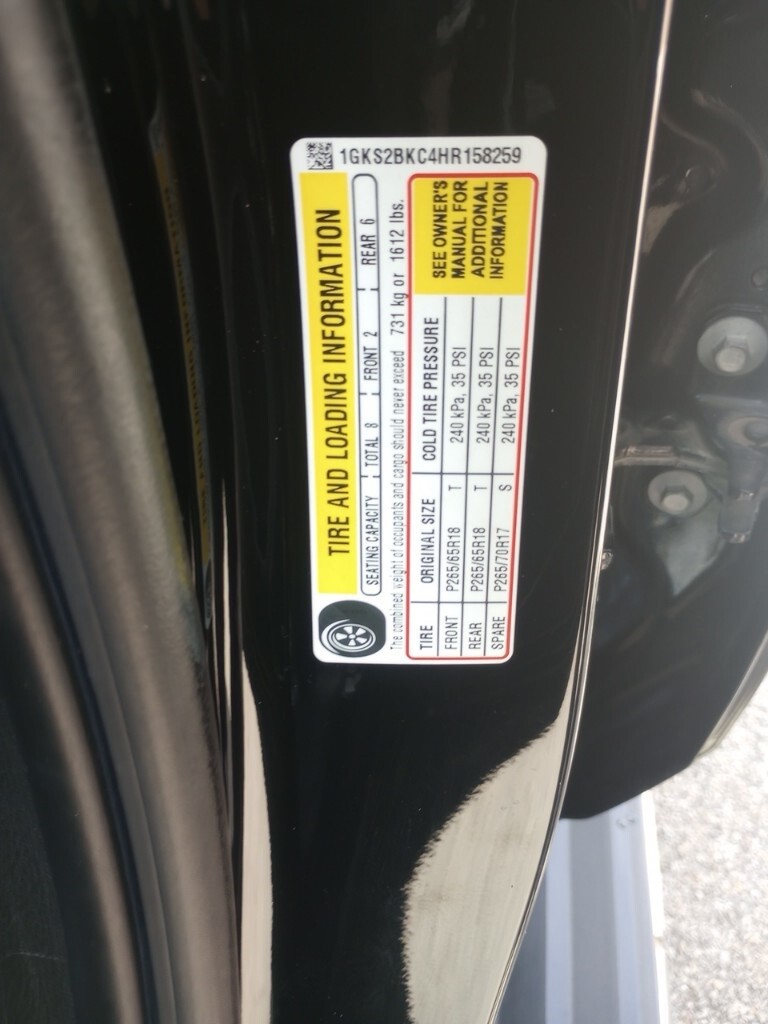 1GKS2BKC4HR158259
TIRE AND LOADING INFORMATION
SEATING CAPACITY TOTAL 8 FRONT 2 REAR 6
The combined weight of occupants and cargo should never exceed 731 kg or 1612 lbs.
TIRE ORIGINAL SIZE COLD TIRE PRESSURE
FRONT P265/65R18 T 240 kPa, 35 PSI
REAR P265/65R18 T 240 kPa, 35 PSI
SPARE P265/70R17 S 240 kPa, 35 PSI
SEE OWNER'S
MANUAL FOR
ADDITIONAL
INFORMATION